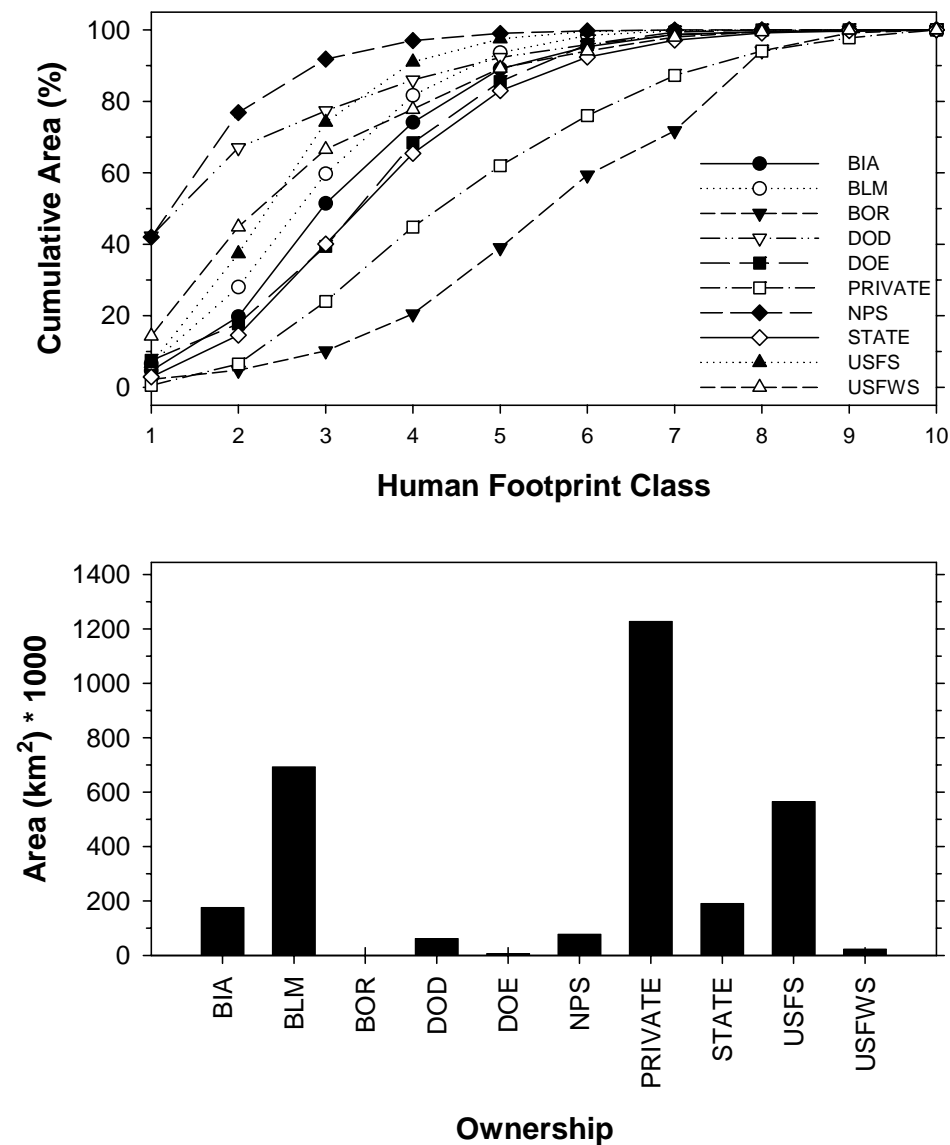 Cumulative Area (%)
100
80
60
40
20
0
BIA
BLM
BOR
DOD
DOE
PRIVATE
NPS
STATE
USFS
USFWS
1 2 3 4 5 6 7 8 9 10
Human Footprint Class
Area (km²) * 1000
1400
1200
1000
800
600
400
200
0
BIA
BLM
BOR
DOD
DOE
NPS
PRIVATE
STATE
USFS
USFWS
Ownership